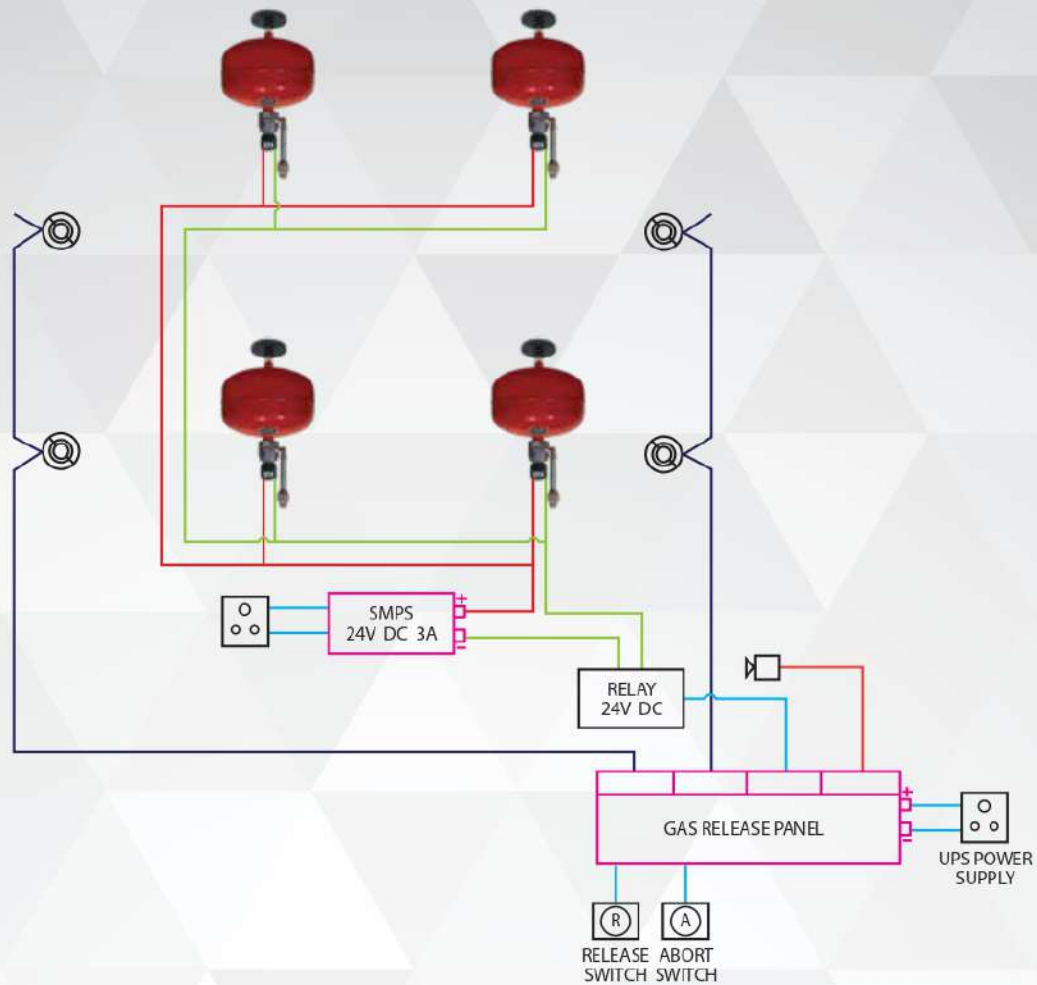 +
SMPS
24V DC 3A
−
RELAY
24V DC
+
GAS RELEASE PANEL
−
UPS POWER
SUPPLY
R
A
RELEASE
SWITCH
ABORT
SWITCH